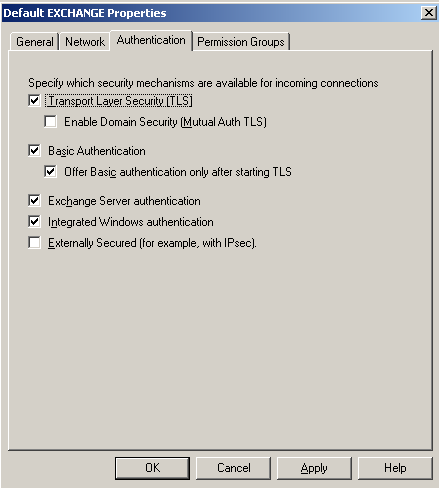 Default EXCHANGE Properties
General Network Authentication Permission Groups
Specify which security mechanisms are available for incoming connections
Transport Layer Security (TLS)
Enable Domain Security (Mutual Auth TLS)
Basic Authentication
Offer Basic authentication only after starting TLS
Exchange Server authentication
Integrated Windows authentication
Externally Secured (for example, with IPsec).
OK Cancel Apply Help